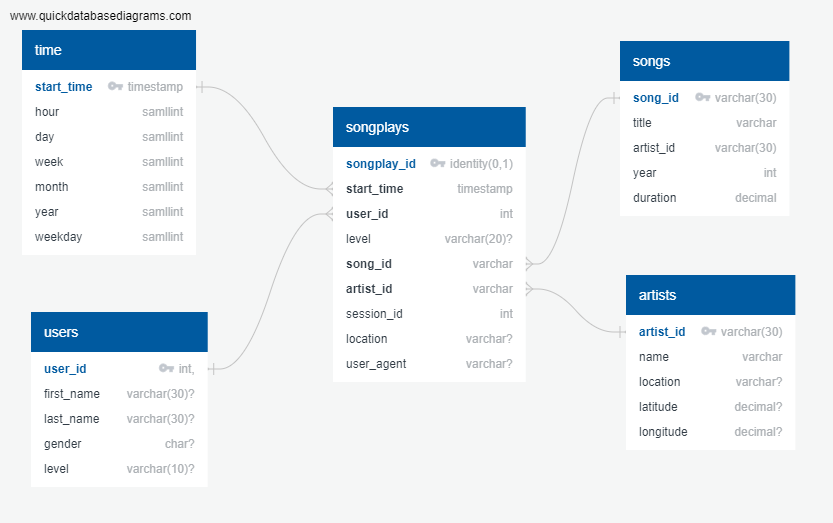 www.quickdatabasediagrams.com
time
start_time timestamp
hour samllint
day samllint
week samllint
month samllint
year samllint
weekday samllint
users
user_id int,
first_name varchar(30)?
last_name varchar(30)?
gender char?
level varchar(10)?
songplays
songplay_id identity(0,1)
start_time timestamp
user_id int
level varchar(20)?
song_id varchar
artist_id varchar
session_id int
location varchar?
user_agent varchar?
songs
song_id varchar(30)
title varchar
artist_id varchar(30)
year int
duration decimal
artists
artist_id varchar(30)
name varchar
location varchar?
latitude decimal?
longitude decimal?